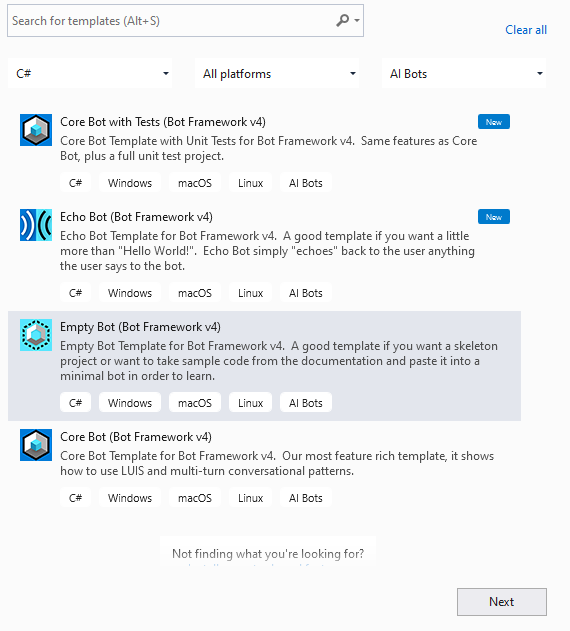 Search for templates (Alt+S)
Clear all
C#
All platforms
AI Bots
Core Bot with Tests (Bot Framework v4)
New
Core Bot Template with Unit Tests for Bot Framework v4.  Same features as Core
Bot, plus a full unit test project.
C# Windows macOS Linux AI Bots
Echo Bot (Bot Framework v4)
New
Echo Bot Template for Bot Framework v4.  A good template if you want a little
more than "Hello World!".  Echo Bot simply "echoes" back to the user anything
the user says to the bot.
C# Windows macOS Linux AI Bots
Empty Bot (Bot Framework v4)
Empty Bot Template for Bot Framework v4.  A good template if you want a skeleton
project or want to take sample code from the documentation and paste it into a
minimal bot in order to learn.
C# Windows macOS Linux AI Bots
Core Bot (Bot Framework v4)
Core Bot Template for Bot Framework v4.  Our most feature rich template, it shows
how to use LUIS and multi-turn conversational patterns.
C# Windows macOS Linux AI Bots
Not finding what you're looking for?
Next